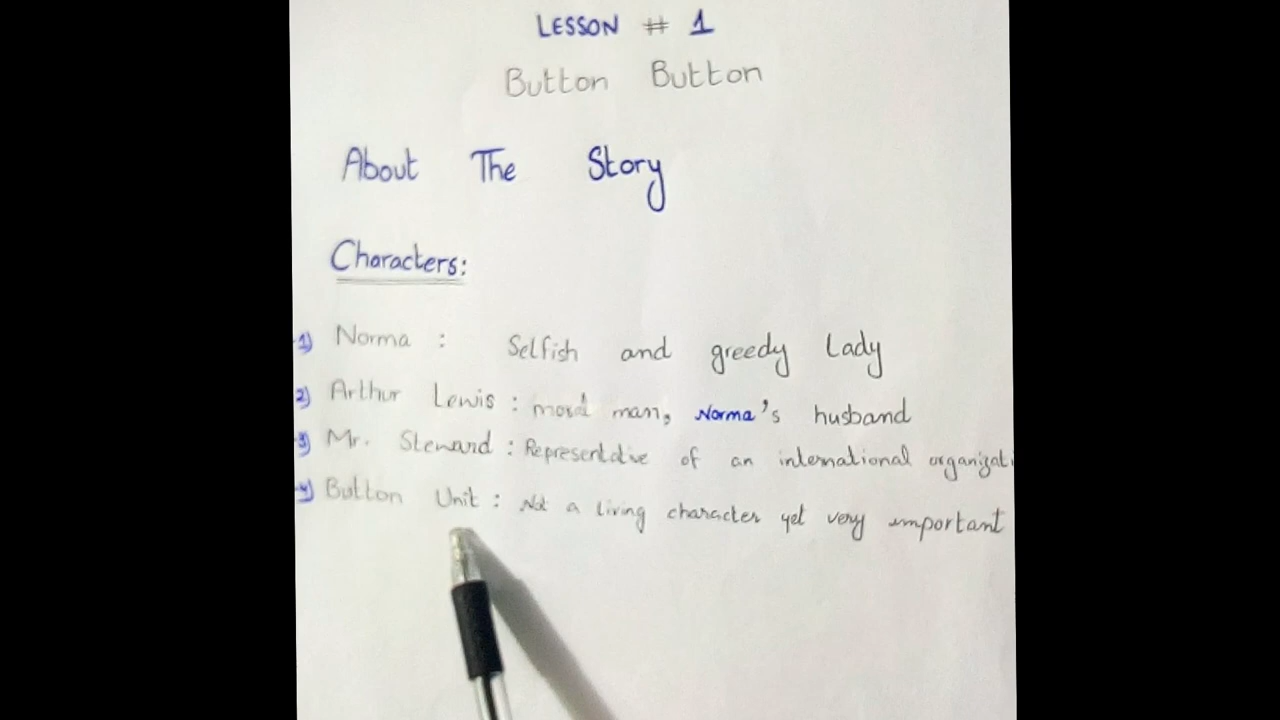 LESSON # 1
Button Button
About The Story
Characters:
1) Norma : Selfish and greedy Lady
2) Arthur Lewis : moral man, Norma's husband
3) Mr. Steward : Representative of an international organizati
4) Button Unit : Not a living character yet very important